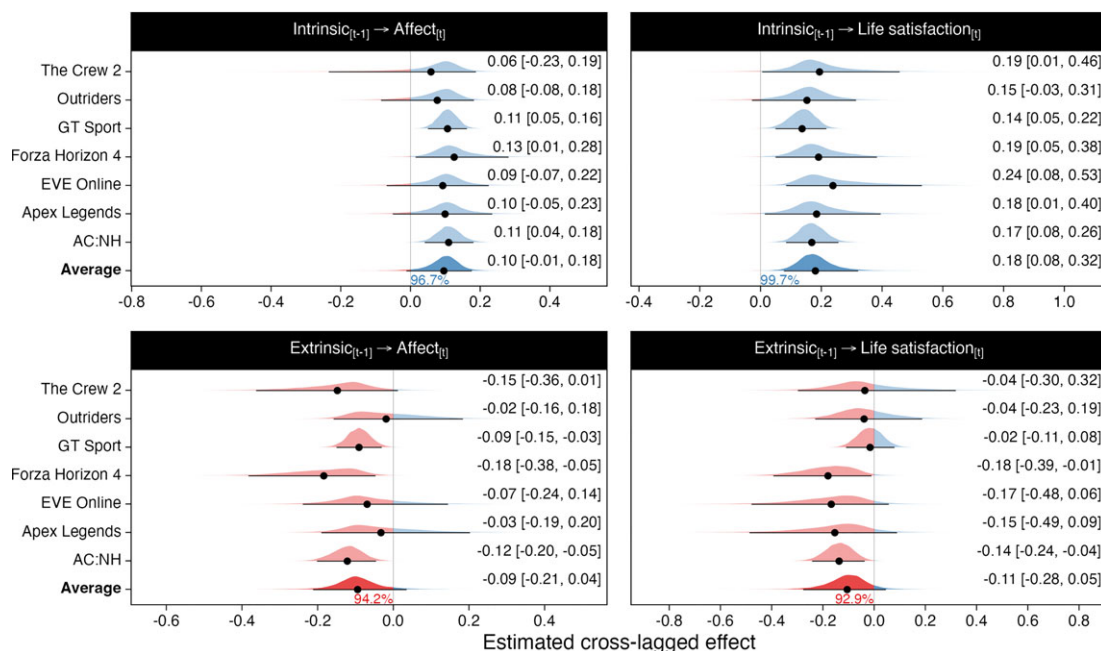 Intrinsic[t-1] → Affect[t]
The Crew 2 0.06 [-0.23, 0.19]
Outriders 0.08 [-0.08, 0.18]
GT Sport 0.11 [0.05, 0.16]
Forza Horizon 4 0.13 [0.01, 0.28]
EVE Online 0.09 [-0.07, 0.22]
Apex Legends 0.10 [-0.05, 0.23]
AC:NH 0.11 [0.04, 0.18]
Average 0.10 [-0.01, 0.18]
96.7%
-0.8 -0.6 -0.4 -0.2 0.0 0.2 0.4
Intrinsic[t-1] → Life satisfaction[t]
0.19 [0.01, 0.46]
0.15 [-0.03, 0.31]
0.14 [0.05, 0.22]
0.19 [0.05, 0.38]
0.24 [0.08, 0.53]
0.18 [0.01, 0.40]
0.17 [0.08, 0.26]
0.18 [0.08, 0.32]
99.7%
-0.4 -0.2 0.0 0.2 0.4 0.6 0.8 1.0
Extrinsic[t-1] → Affect[t]
The Crew 2 -0.15 [-0.36, 0.01]
Outriders -0.02 [-0.16, 0.18]
GT Sport -0.09 [-0.15, -0.03]
Forza Horizon 4 -0.18 [-0.38, -0.05]
EVE Online -0.07 [-0.24, 0.14]
Apex Legends -0.03 [-0.19, 0.20]
AC:NH -0.12 [-0.20, -0.05]
Average -0.09 [-0.21, 0.04]
94.2%
-0.6 -0.4 -0.2 0.0 0.2 0.4
Extrinsic[t-1] → Life satisfaction[t]
-0.04 [-0.30, 0.32]
-0.04 [-0.23, 0.19]
-0.02 [-0.11, 0.08]
-0.18 [-0.39, -0.01]
-0.17 [-0.48, 0.06]
-0.15 [-0.49, 0.09]
-0.14 [-0.24, -0.04]
-0.11 [-0.28, 0.05]
92.9%
-0.8 -0.6 -0.4 -0.2 0.0 0.2 0.4 0.6 0.8
Estimated cross-lagged effect